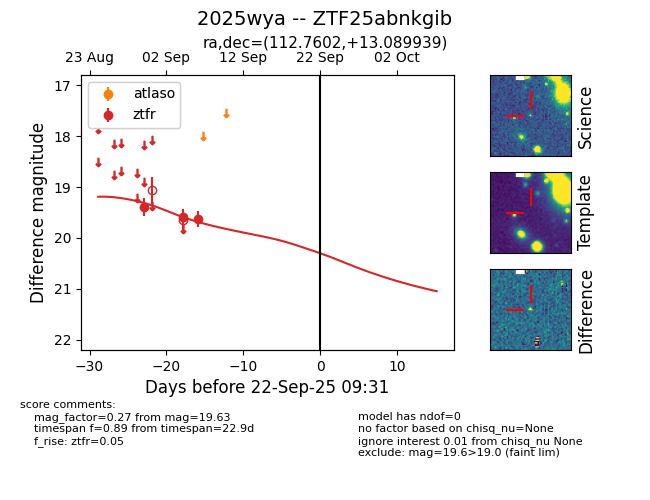 2025wya -- ZTF25abnkgib
ra,dec=(112.7602,+13.089939)
23 Aug 02 Sep 12 Sep 22 Sep 02 Oct
17
18
19
20
21
22
Difference magnitude
atlaso
ztfr
−30 −20 −10 0 10
Days before 22-Sep-25 09:31
Science
Template
Difference
score comments:
mag_factor=0.27 from mag=19.63
timespan f=0.89 from timespan=22.9d
f_rise: ztfr=0.05
model has ndof=0
no factor based on chisq_nu=None
ignore interest 0.01 from chisq_nu None
exclude: mag=19.6>19.0 (faint lim)